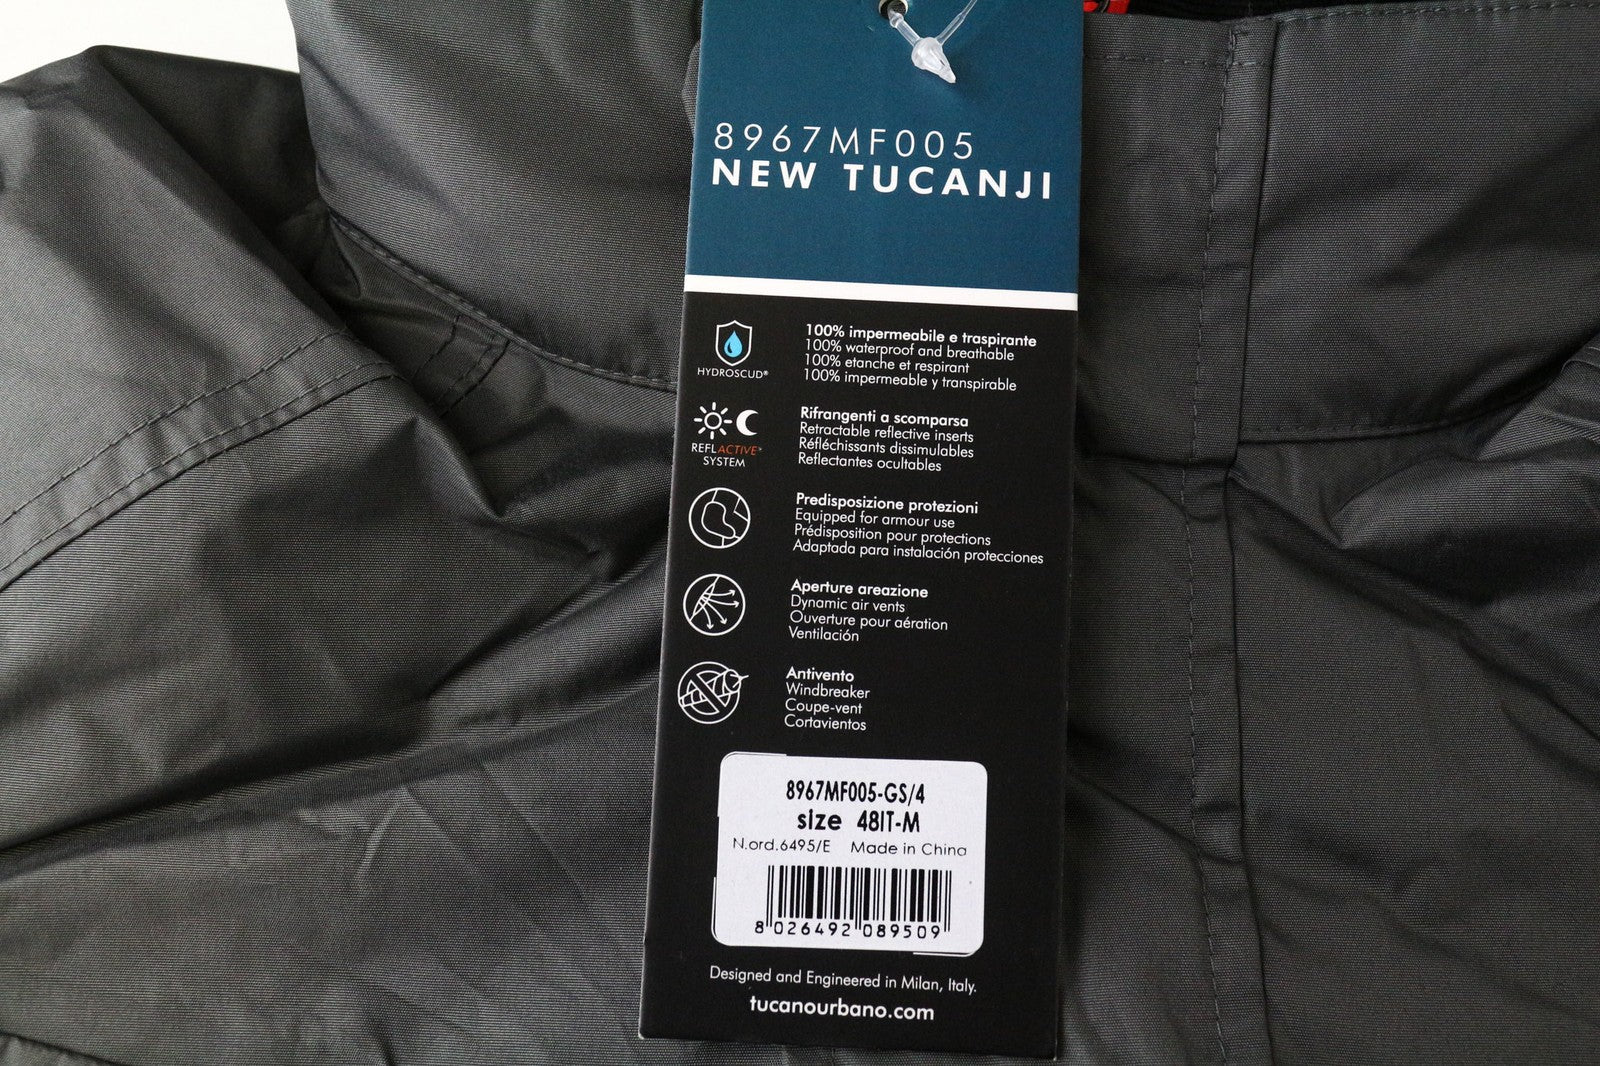 8967MF005
NEW TUCANJI
HYDROSCUD®
100% impermeabile e traspirante
100% waterproof and breathable
100% etanche et respirant
100% impermeable y transpirable
REFLACTIVE™
SYSTEM
Rifrangenti a scomparsa
Retractable reflective inserts
Réfléchissants dissimulables
Reflectantes ocultables
Predisposizione protezioni
Equipped for armour use
Prédisposition pour protections
Adaptada para instalación protecciones
Aperture areazione
Dynamic air vents
Ouverture pour aération
Ventilación
Antivento
Windbreaker
Coupe-vent
Cortavientos
8967MF005-GS/4
size 48IT-M
N.ord.6495/E Made in China
8 026492 089509
Designed and Engineered in Milan, Italy.
tucanourbano.com